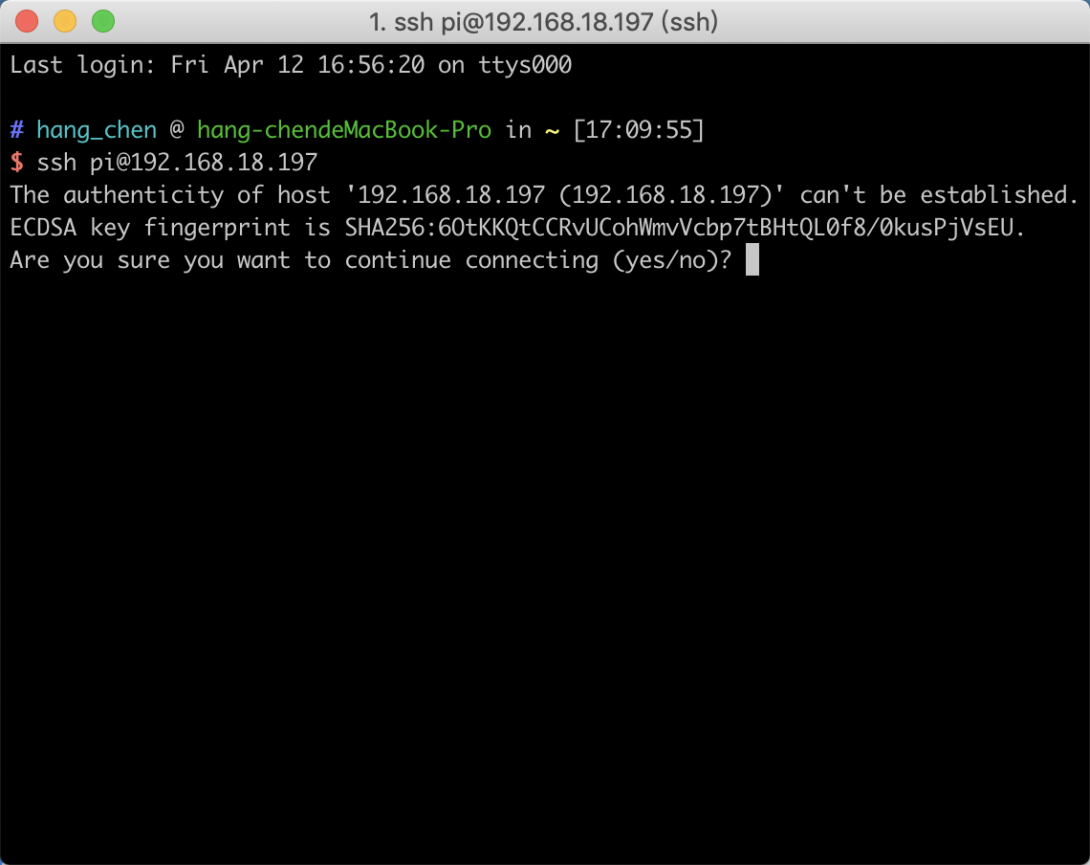 1. ssh pi@192.168.18.197 (ssh)
Last login: Fri Apr 12 16:56:20 on ttys000
# hang_chen @ hang-chendeMacBook-Pro in ~ [17:09:55]
$ ssh pi@192.168.18.197
The authenticity of host '192.168.18.197 (192.168.18.197)' can't be established.
ECDSA key fingerprint is SHA256:6OtKKQtCCRvUCohWmvVcbp7tBHtQL0f8/0kusPjVsEU.
Are you sure you want to continue connecting (yes/no)?